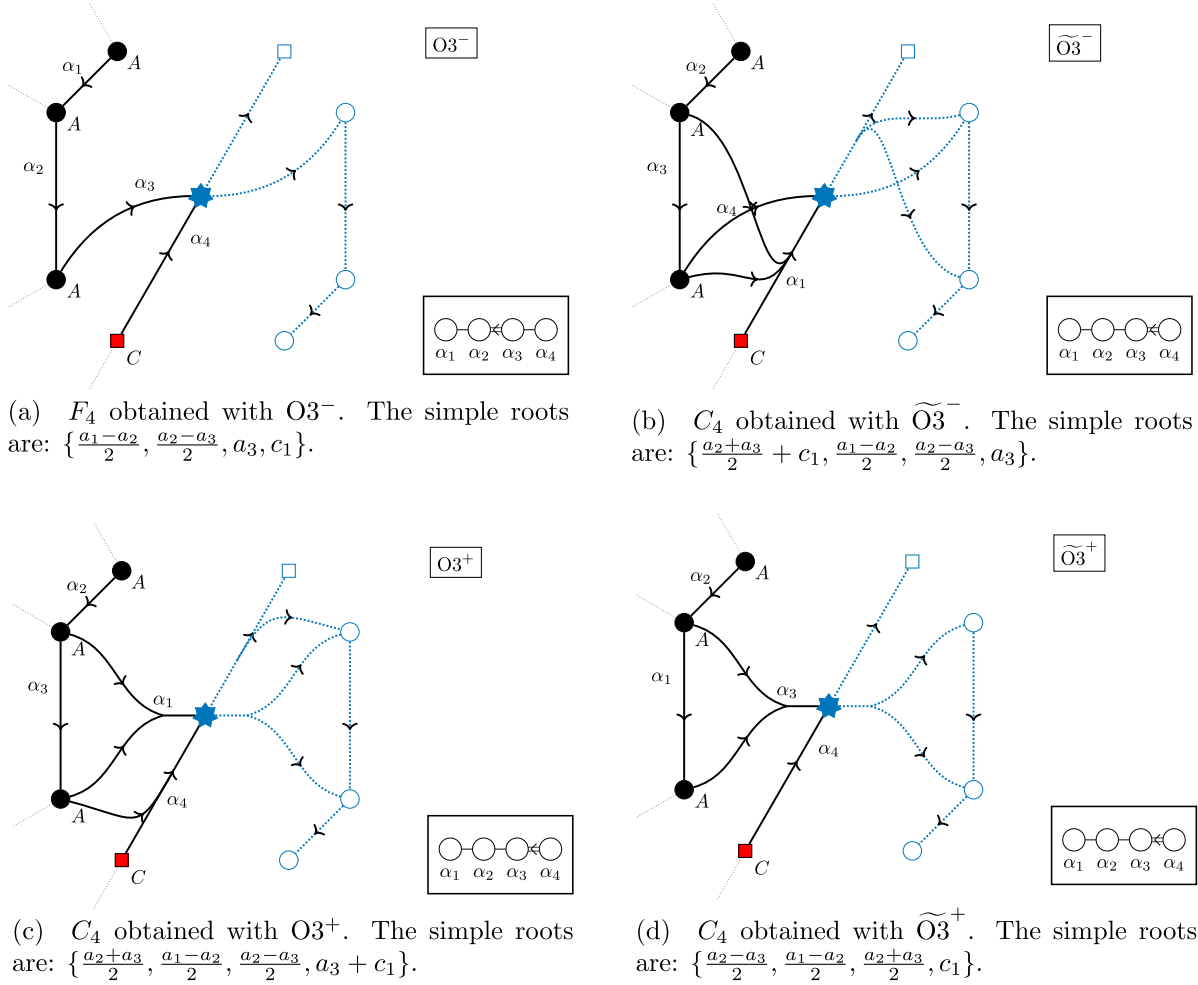 α₁
A
O3⁻
A
α₂
α₃
α₄
A
C
α₁ α₂ α₃ α₄
(a) F₄ obtained with O3⁻. The simple roots
are: {(a₁−a₂)/2, (a₂−a₃)/2, a₃, c₁}.
α₂
A
Õ3⁻
A
α₃
α₄
α₁
A
C
α₁ α₂ α₃ α₄
(b) C₄ obtained with Õ3⁻. The simple roots
are: {(a₂+a₃)/2 + c₁, (a₁−a₂)/2, (a₂−a₃)/2, a₃}.
α₂
A
O3⁺
A
α₃
α₁
α₄
A
C
α₁ α₂ α₃ α₄
(c) C₄ obtained with O3⁺. The simple roots
are: {(a₂+a₃)/2, (a₁−a₂)/2, (a₂−a₃)/2, a₃ + c₁}.
α₂
A
Õ3⁺
A
α₁
α₃
α₄
A
C
α₁ α₂ α₃ α₄
(d) C₄ obtained with Õ3⁺. The simple roots
are: {(a₂−a₃)/2, (a₁−a₂)/2, (a₂+a₃)/2, c₁}.